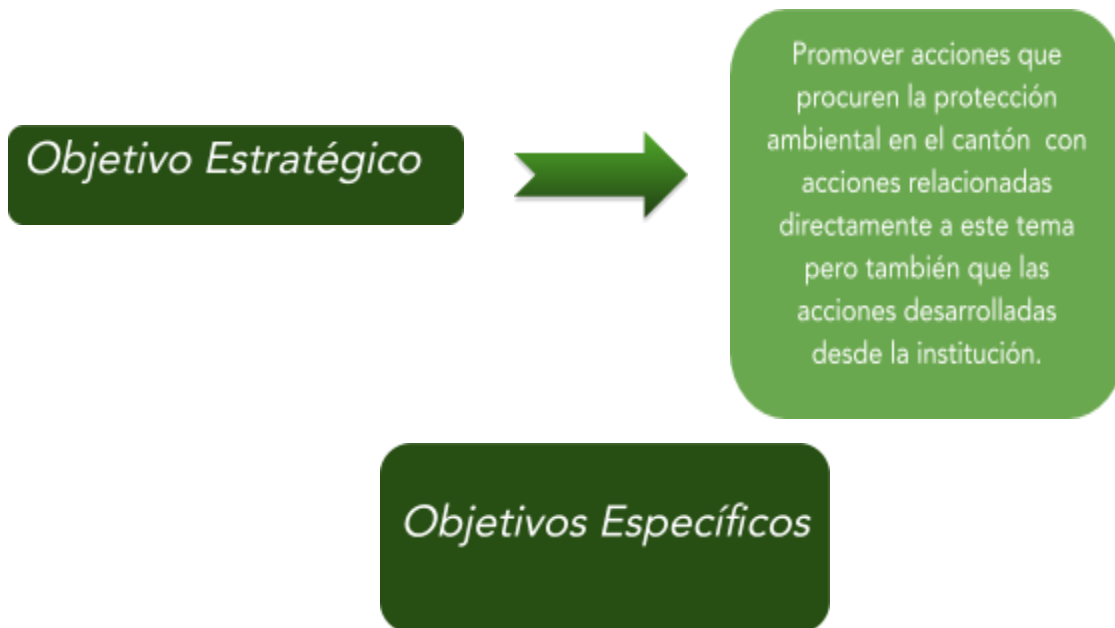 Objetivo Estratégico
Promover acciones que
procuren la protección
ambiental en el cantón  con
acciones relacionadas
directamente a este tema
pero también que las
acciones desarrolladas
desde la institución.
Objetivos Específicos